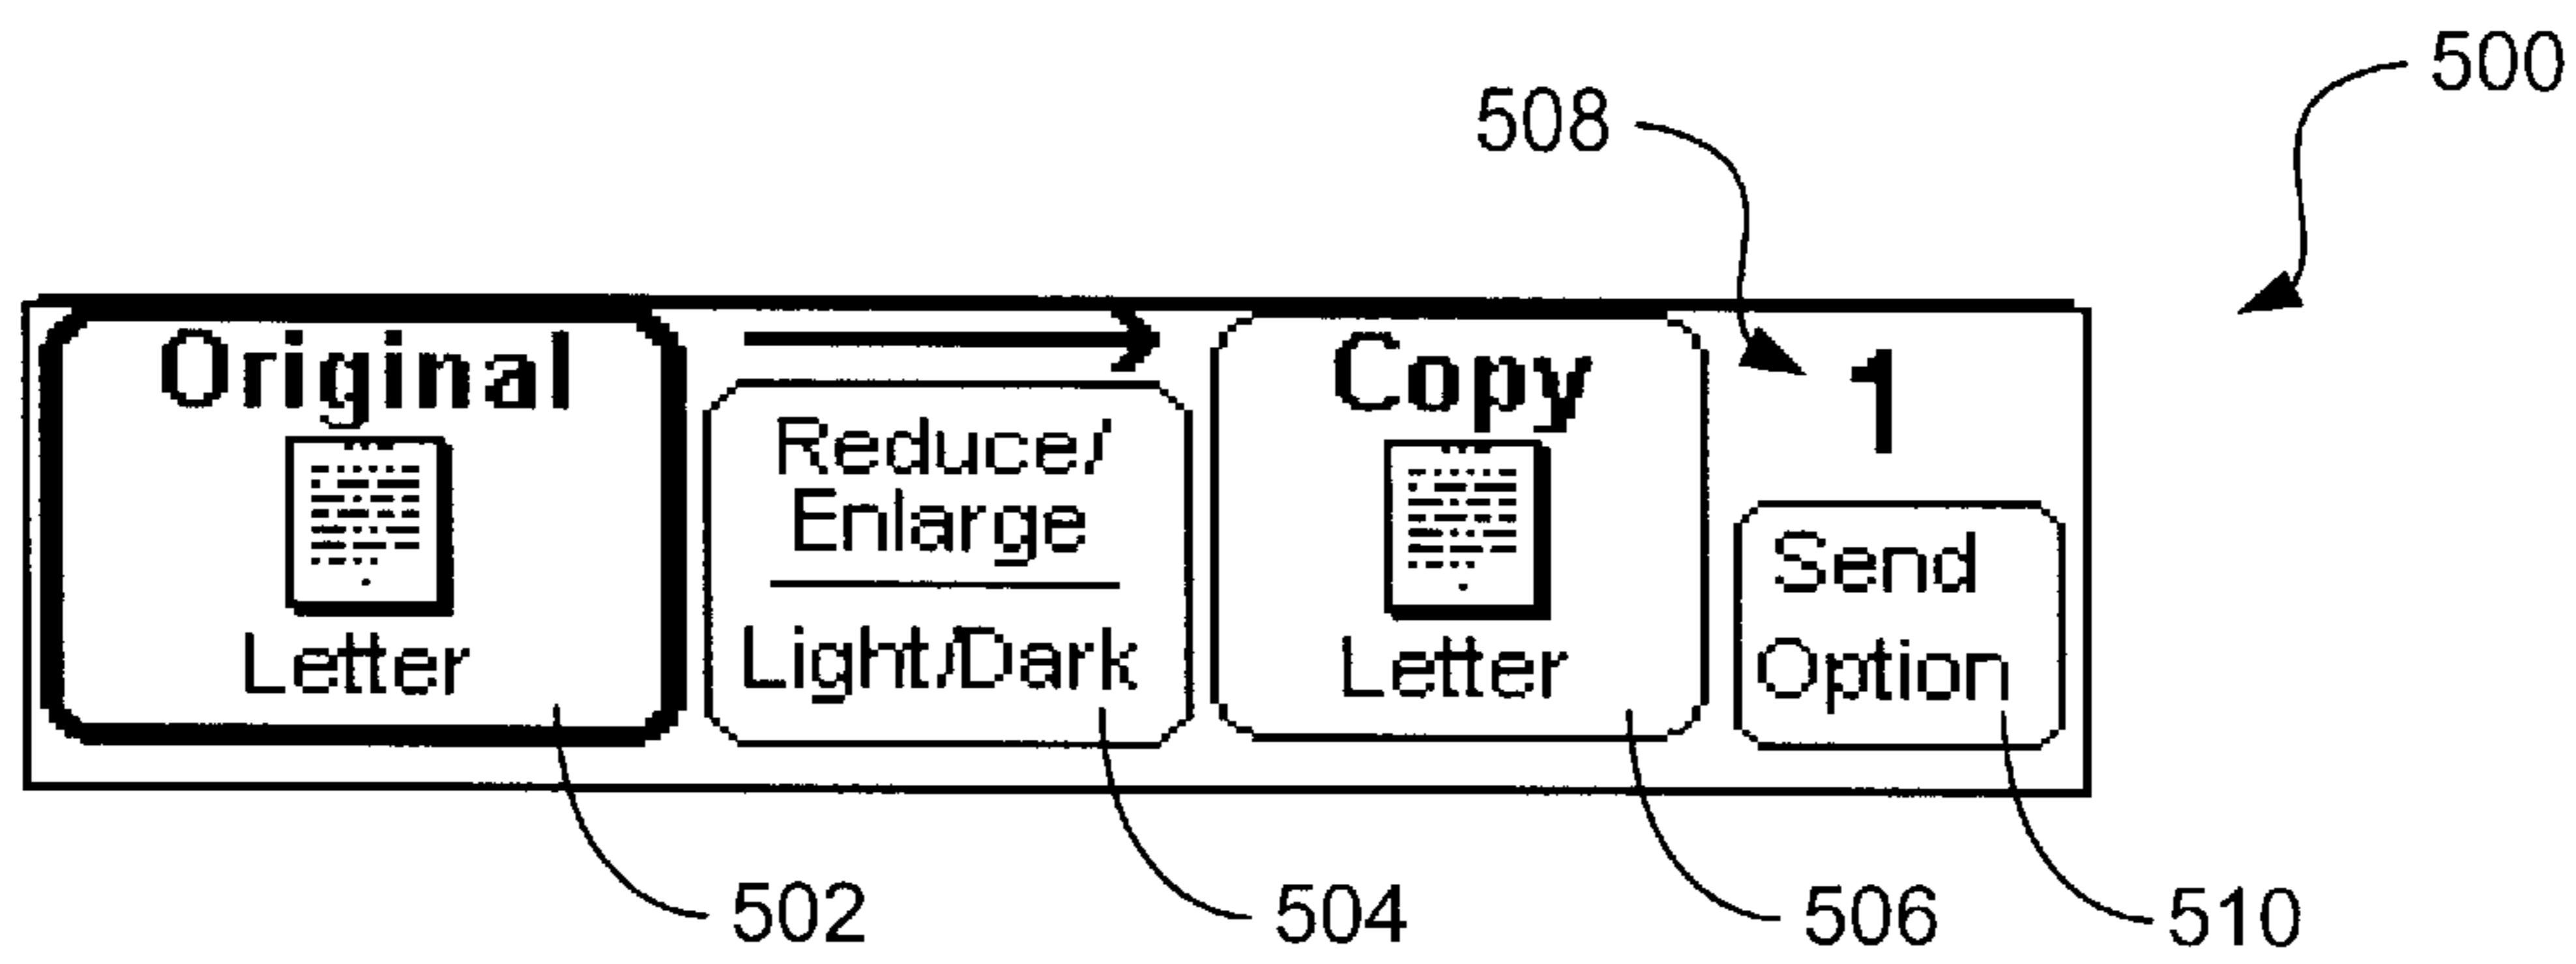 500
508
Original
Letter
Reduce/
Enlarge
Light/Dark
Copy
Letter
1
Send
Option
502
504
506
510